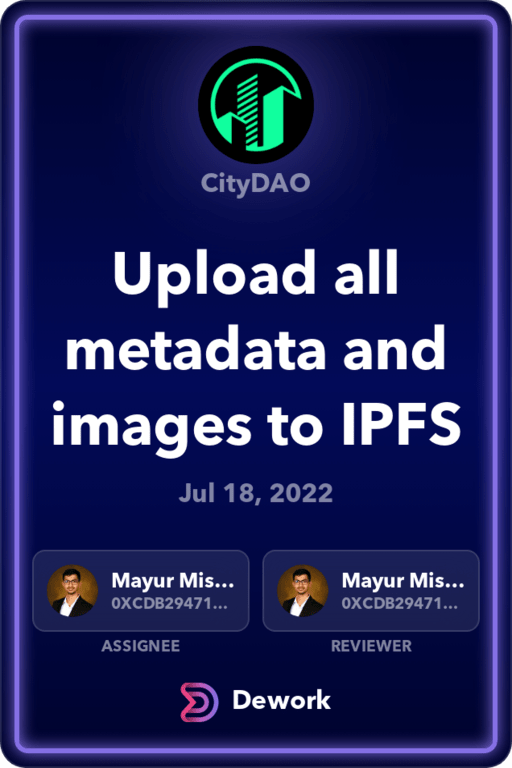 CityDAO
Upload all
metadata and
images to IPFS
Jul 18, 2022
Mayur Mis...
0XCDB29471...
ASSIGNEE
Mayur Mis...
0XCDB29471...
REVIEWER
Dework